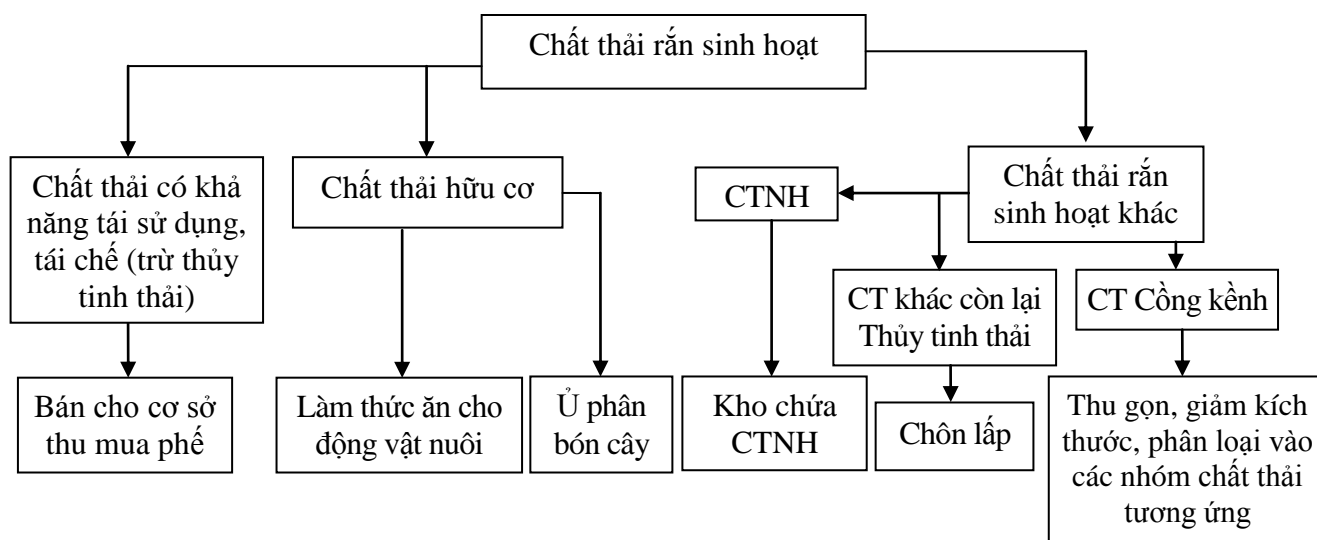 Chất thải rắn sinh hoạt
Chất thải có khả
năng tái sử dụng,
tái chế (trừ thủy
tinh thải)
Chất thải hữu cơ
CTNH
Chất thải rắn
sinh hoạt khác
CT khác còn lại
Thủy tinh thải
CT Cồng kềnh
Bán cho cơ sở
thu mua phế
Làm thức ăn cho
động vật nuôi
Ủ phân
bón cây
Kho chứa
CTNH
Chôn lấp
Thu gọn, giảm kích
thước, phân loại vào
các nhóm chất thải
tương ứng